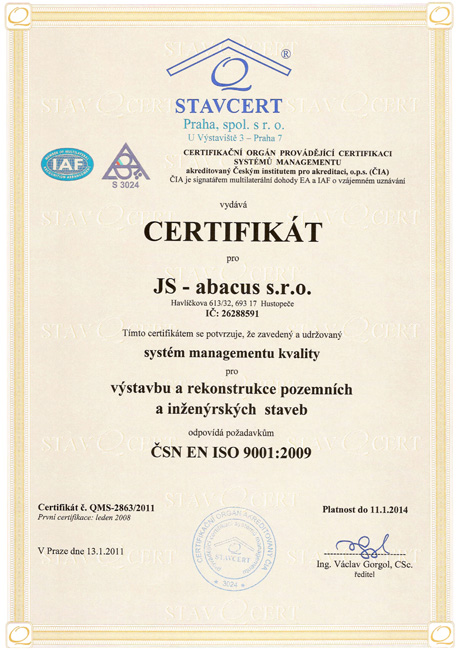 ®
STAVCERT
Praha, spol. s r. o.
U Výstaviště 3 – Praha 7
CERTIFIKAČNÍ ORGÁN PROVÁDĚJÍCÍ CERTIFIKACI
SYSTÉMŮ MANAGEMENTU
akreditovaný Českým institutem pro akreditaci, o.p.s. (ČIA)
ČIA je signatářem multilaterální dohody EA a IAF o vzájemném uznávání
IAF
S 3024
vydává
CERTIFIKÁT
pro
JS - abacus s.r.o.
Havlíčkova 613/32, 693 17 Hustopeče
IČ: 26288591
Tímto certifikátem se potvrzuje, že zavedený a udržovaný
systém managementu kvality
pro
výstavbu a rekonstrukce pozemních
a inženýrských staveb
odpovídá požadavkům
ČSN EN ISO 9001:2009
Certifikát č. QMS-2863/2011
První certifikace: leden 2008
Platnost do 11.1.2014
V Praze dne 13.1.2011
STAVCERT
3024
Ing. Václav Gorgol, CSc.
ředitel